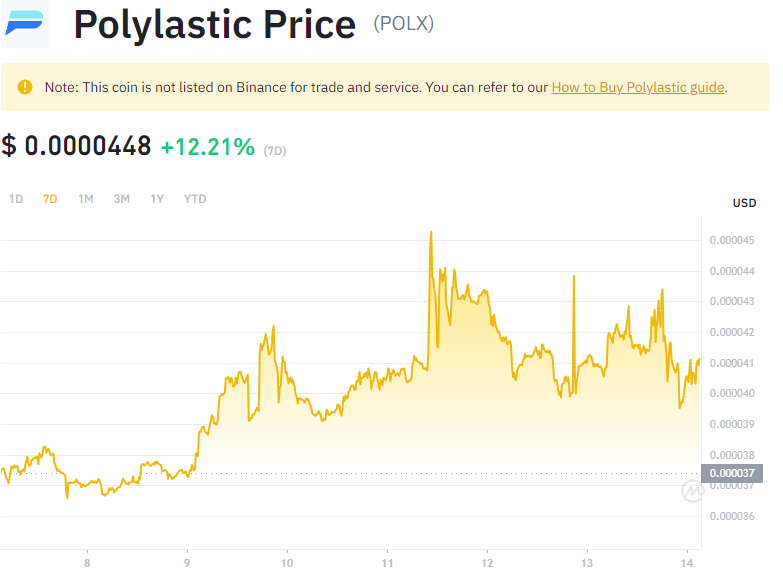 Polylastic Price (POLX)
Note: This coin is not listed on Binance for trade and service. You can refer to our How to Buy Polylastic guide.
$ 0.0000448 +12.21% (7D)
1D 7D 1M 3M 1Y YTD
USD
0.000045
0.000044
0.000043
0.000042
0.000041
0.000040
0.000039
0.000038
0.000037
0.000037
0.000036
8 9 10 11 12 13 14